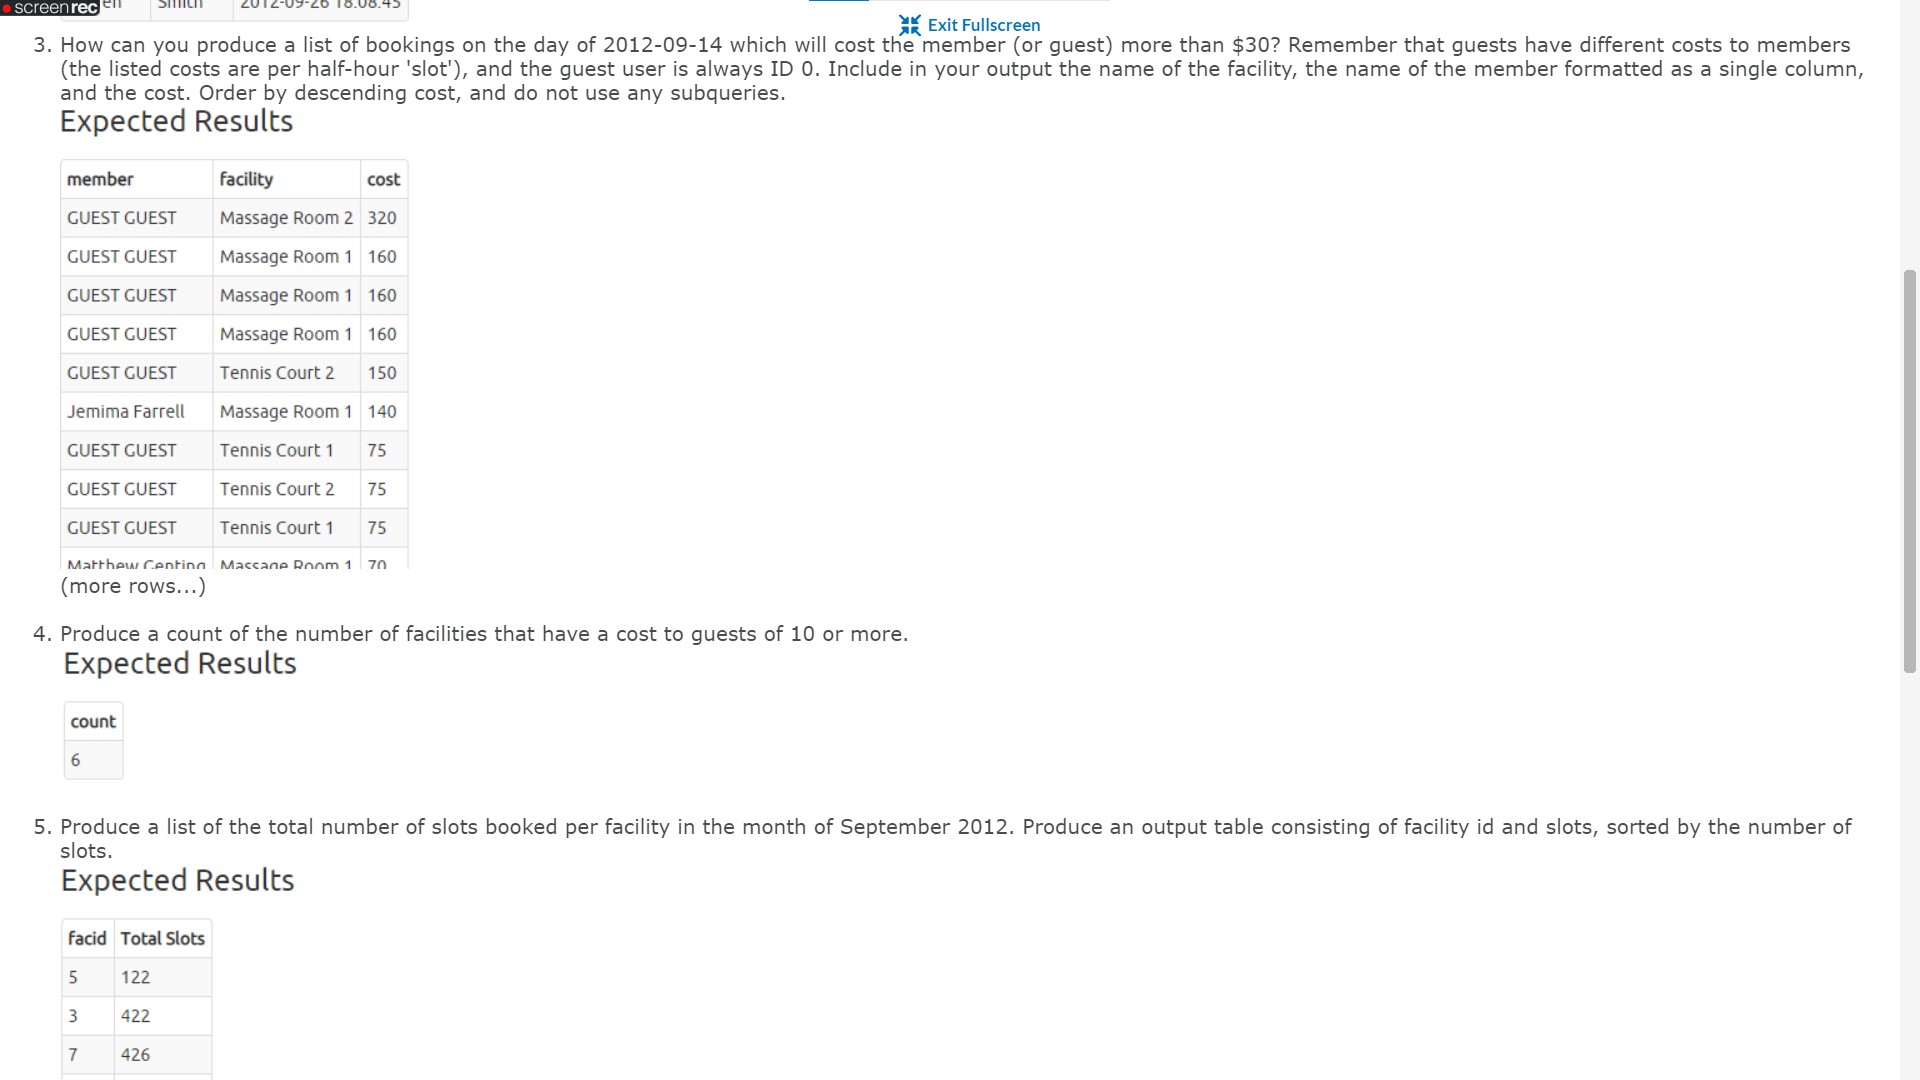 screenrec
Smith 2012-09-26 18:08:45
Exit Fullscreen
3. How can you produce a list of bookings on the day of 2012-09-14 which will cost the member (or guest) more than $30? Remember that guests have different costs to members
(the listed costs are per half-hour 'slot'), and the guest user is always ID 0. Include in your output the name of the facility, the name of the member formatted as a single column,
and the cost. Order by descending cost, and do not use any subqueries.
Expected Results
member facility cost
GUEST GUEST Massage Room 2 320
GUEST GUEST Massage Room 1 160
GUEST GUEST Massage Room 1 160
GUEST GUEST Massage Room 1 160
GUEST GUEST Tennis Court 2 150
Jemima Farrell Massage Room 1 140
GUEST GUEST Tennis Court 1 75
GUEST GUEST Tennis Court 2 75
GUEST GUEST Tennis Court 1 75
Matthew Genting Massage Room 1 70
(more rows...)
4. Produce a count of the number of facilities that have a cost to guests of 10 or more.
Expected Results
count
6
5. Produce a list of the total number of slots booked per facility in the month of September 2012. Produce an output table consisting of facility id and slots, sorted by the number of
slots.
Expected Results
facid Total Slots
5 122
3 422
7 426